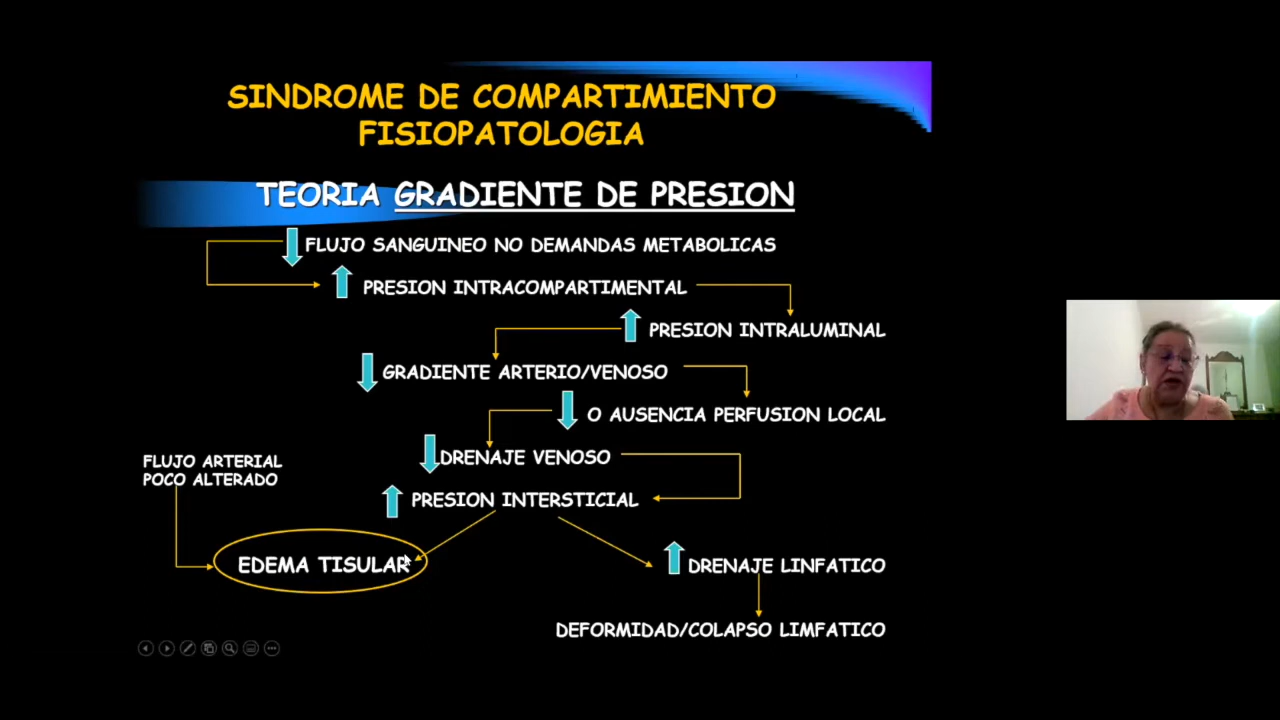 SINDROME DE COMPARTIMIENTO
FISIOPATOLOGIA
TEORIA GRADIENTE DE PRESION
FLUJO SANGUINEO NO DEMANDAS METABOLICAS
PRESION INTRACOMPARTIMENTAL
PRESION INTRALUMINAL
GRADIENTE ARTERIO/VENOSO
O AUSENCIA PERFUSION LOCAL
DRENAJE VENOSO
FLUJO ARTERIAL
POCO ALTERADO
PRESION INTERSTICIAL
EDEMA TISULAR
DRENAJE LINFATICO
DEFORMIDAD/COLAPSO LIMFATICO